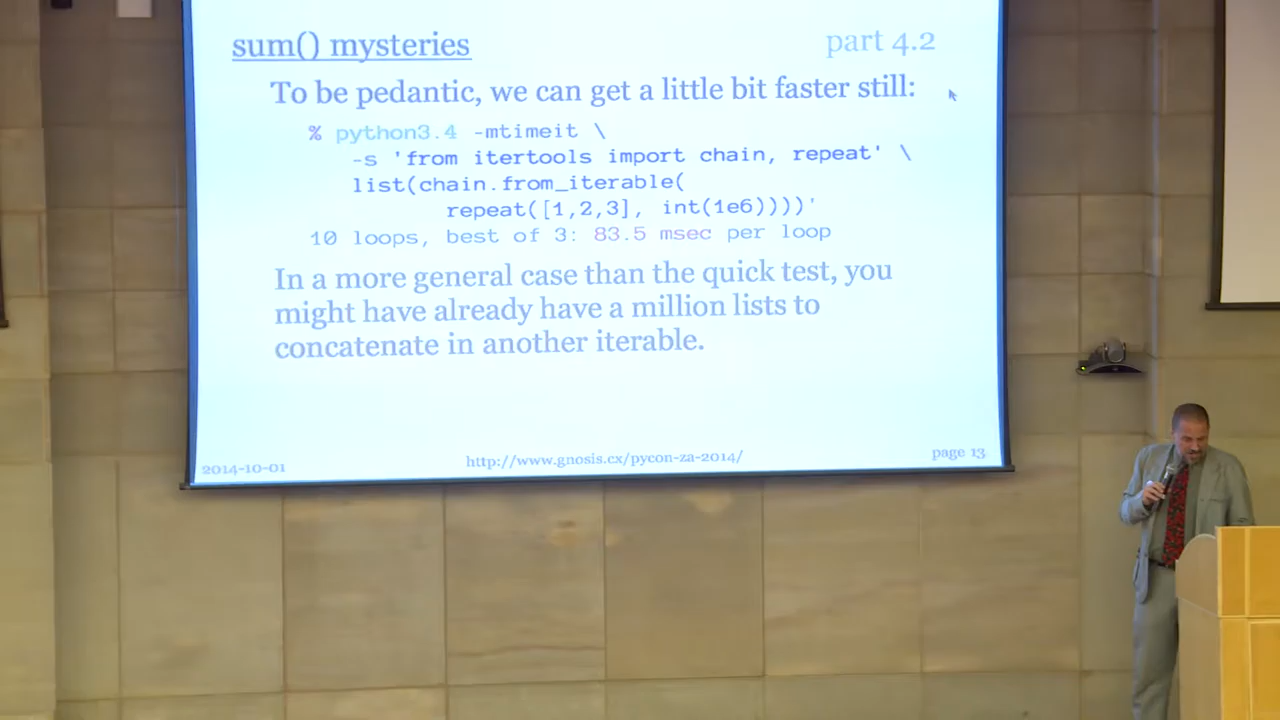 sum() mysteries
part 4.2
To be pedantic, we can get a little bit faster still:
% python3.4 -mtimeit \
-s 'from itertools import chain, repeat' \
list(chain.from_iterable(
repeat([1,2,3], int(1e6))))'
10 loops, best of 3: 83.5 msec per loop
In a more general case than the quick test, you
might have already have a million lists to
concatenate in another iterable.
2014-10-01
http://www.gnosis.cx/pycon-za-2014/
page 13